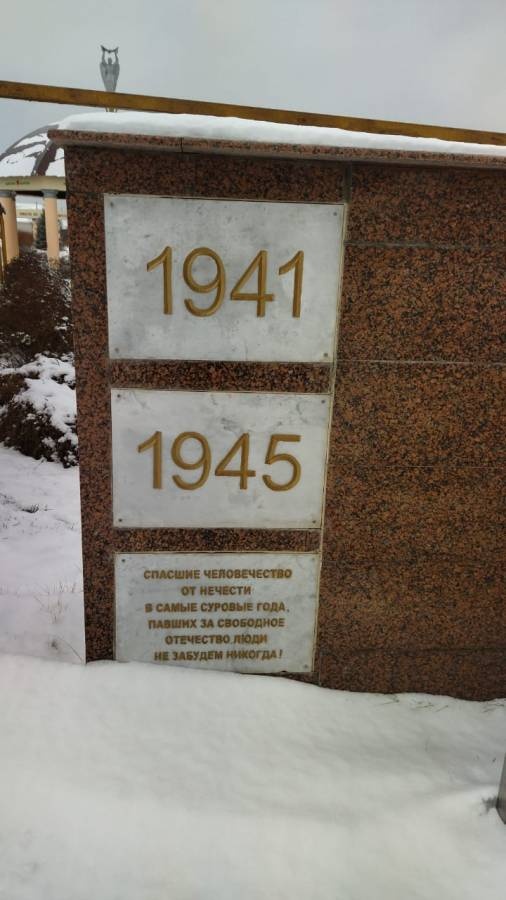 1941
1945
СПАСШИЕ ЧЕЛОВЕЧЕСТВО
ОТ НЕЧЕСТИ
В САМЫЕ СУРОВЫЕ ГОДА,
ПАВШИХ ЗА СВОБОДНОЕ
ОТЕЧЕСТВО ЛЮДИ
НЕ ЗАБУДЕМ НИКОГДА!